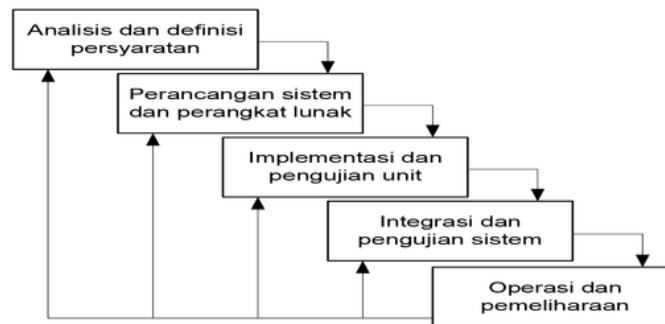 Analisis dan definisi
persyaratan
Perancangan sistem
dan perangkat lunak
Implementasi dan
pengujian unit
Integrasi dan
pengujian sistem
Operasi dan
pemeliharaan